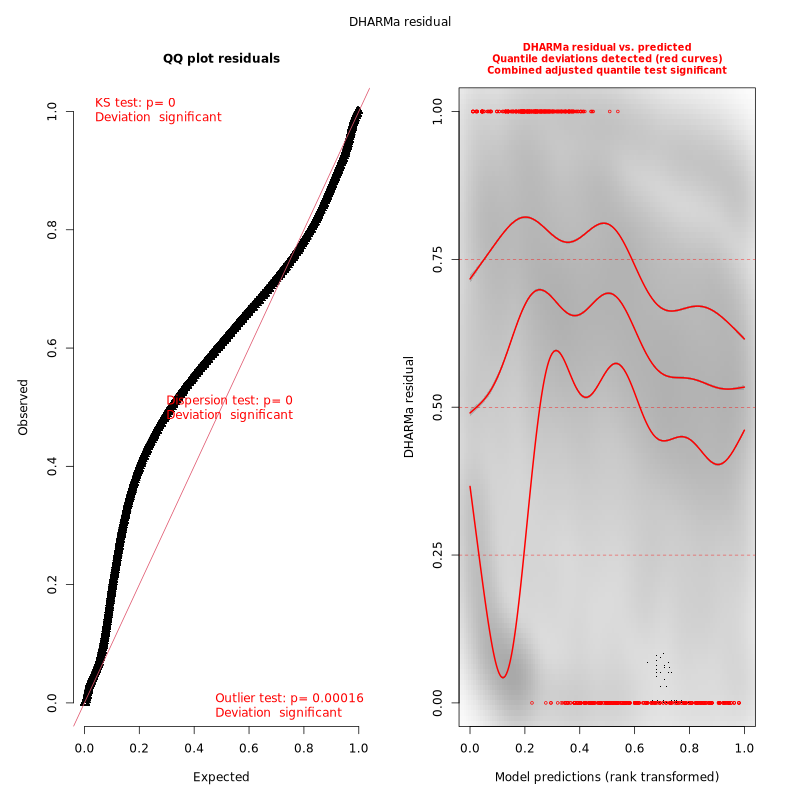 DHARMa residual
QQ plot residuals
KS test: p= 0
Deviation  significant
Dispersion test: p= 0
Deviation  significant
Outlier test: p= 0.00016
Deviation  significant
Observed
0.0
0.2
0.4
0.6
0.8
1.0
0.0
0.2
0.4
0.6
0.8
1.0
Expected
DHARMa residual vs. predicted
Quantile deviations detected (red curves)
Combined adjusted quantile test significant
DHARMa residual
0.00
0.25
0.50
0.75
1.00
0.0
0.2
0.4
0.6
0.8
1.0
Model predictions (rank transformed)